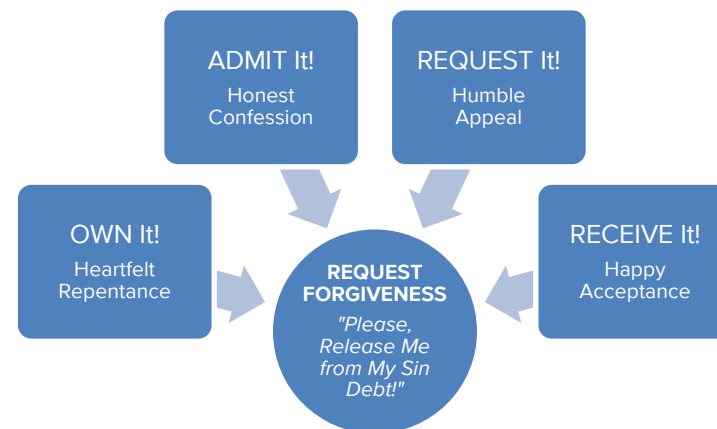 OWN It!
Heartfelt
Repentance
ADMIT It!
Honest
Confession
REQUEST It!
Humble
Appeal
RECEIVE It!
Happy
Acceptance
REQUEST
FORGIVENESS
"Please,
Release Me
from My Sin
Debt!"